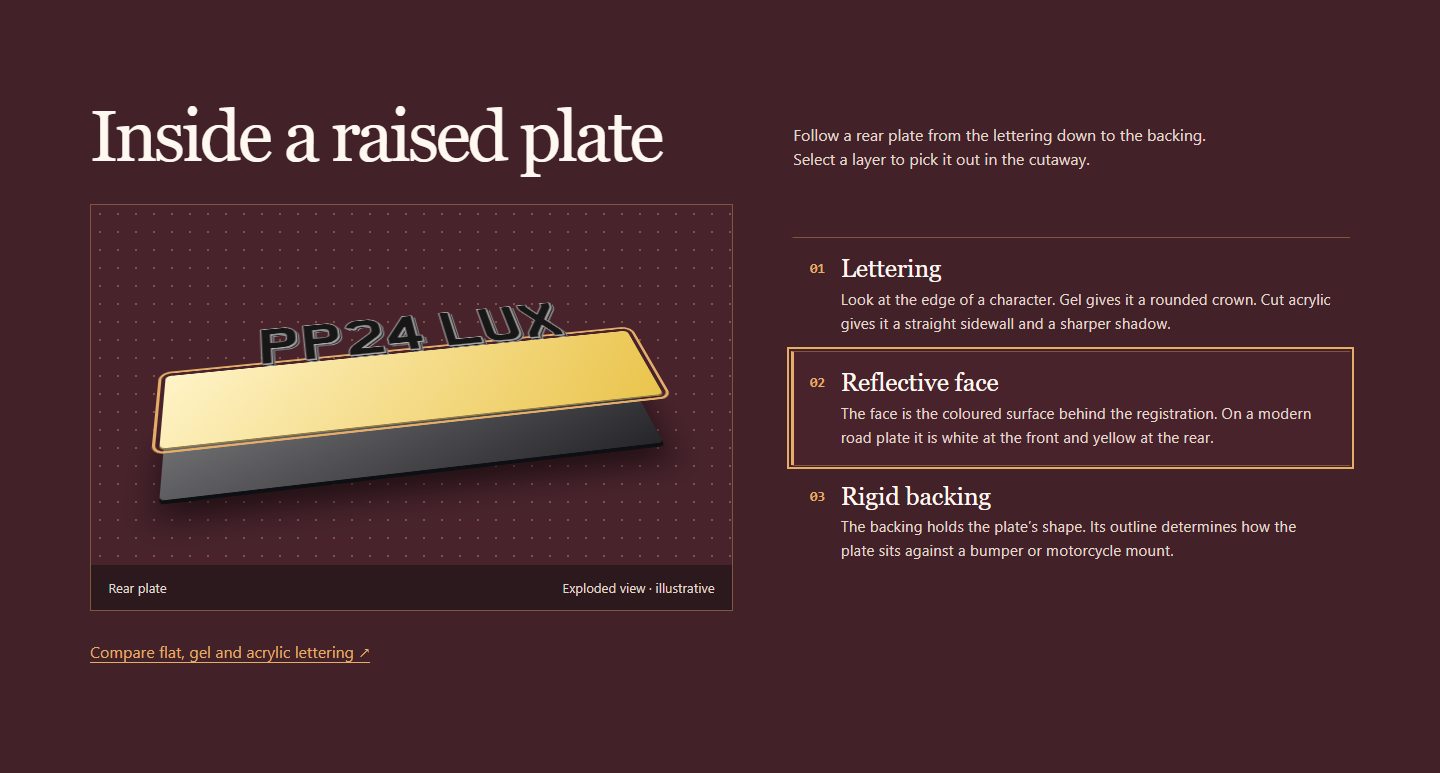 Inside a raised plate
Follow a rear plate from the lettering down to the backing.
Select a layer to pick it out in the cutaway.
PP24 LUX
Rear plate
Exploded view · illustrative
Compare flat, gel and acrylic lettering ↗
01 Lettering
Look at the edge of a character. Gel gives it a rounded crown. Cut acrylic
gives it a straight sidewall and a sharper shadow.
02 Reflective face
The face is the coloured surface behind the registration. On a modern
road plate it is white at the front and yellow at the rear.
03 Rigid backing
The backing holds the plate’s shape. Its outline determines how the
plate sits against a bumper or motorcycle mount.